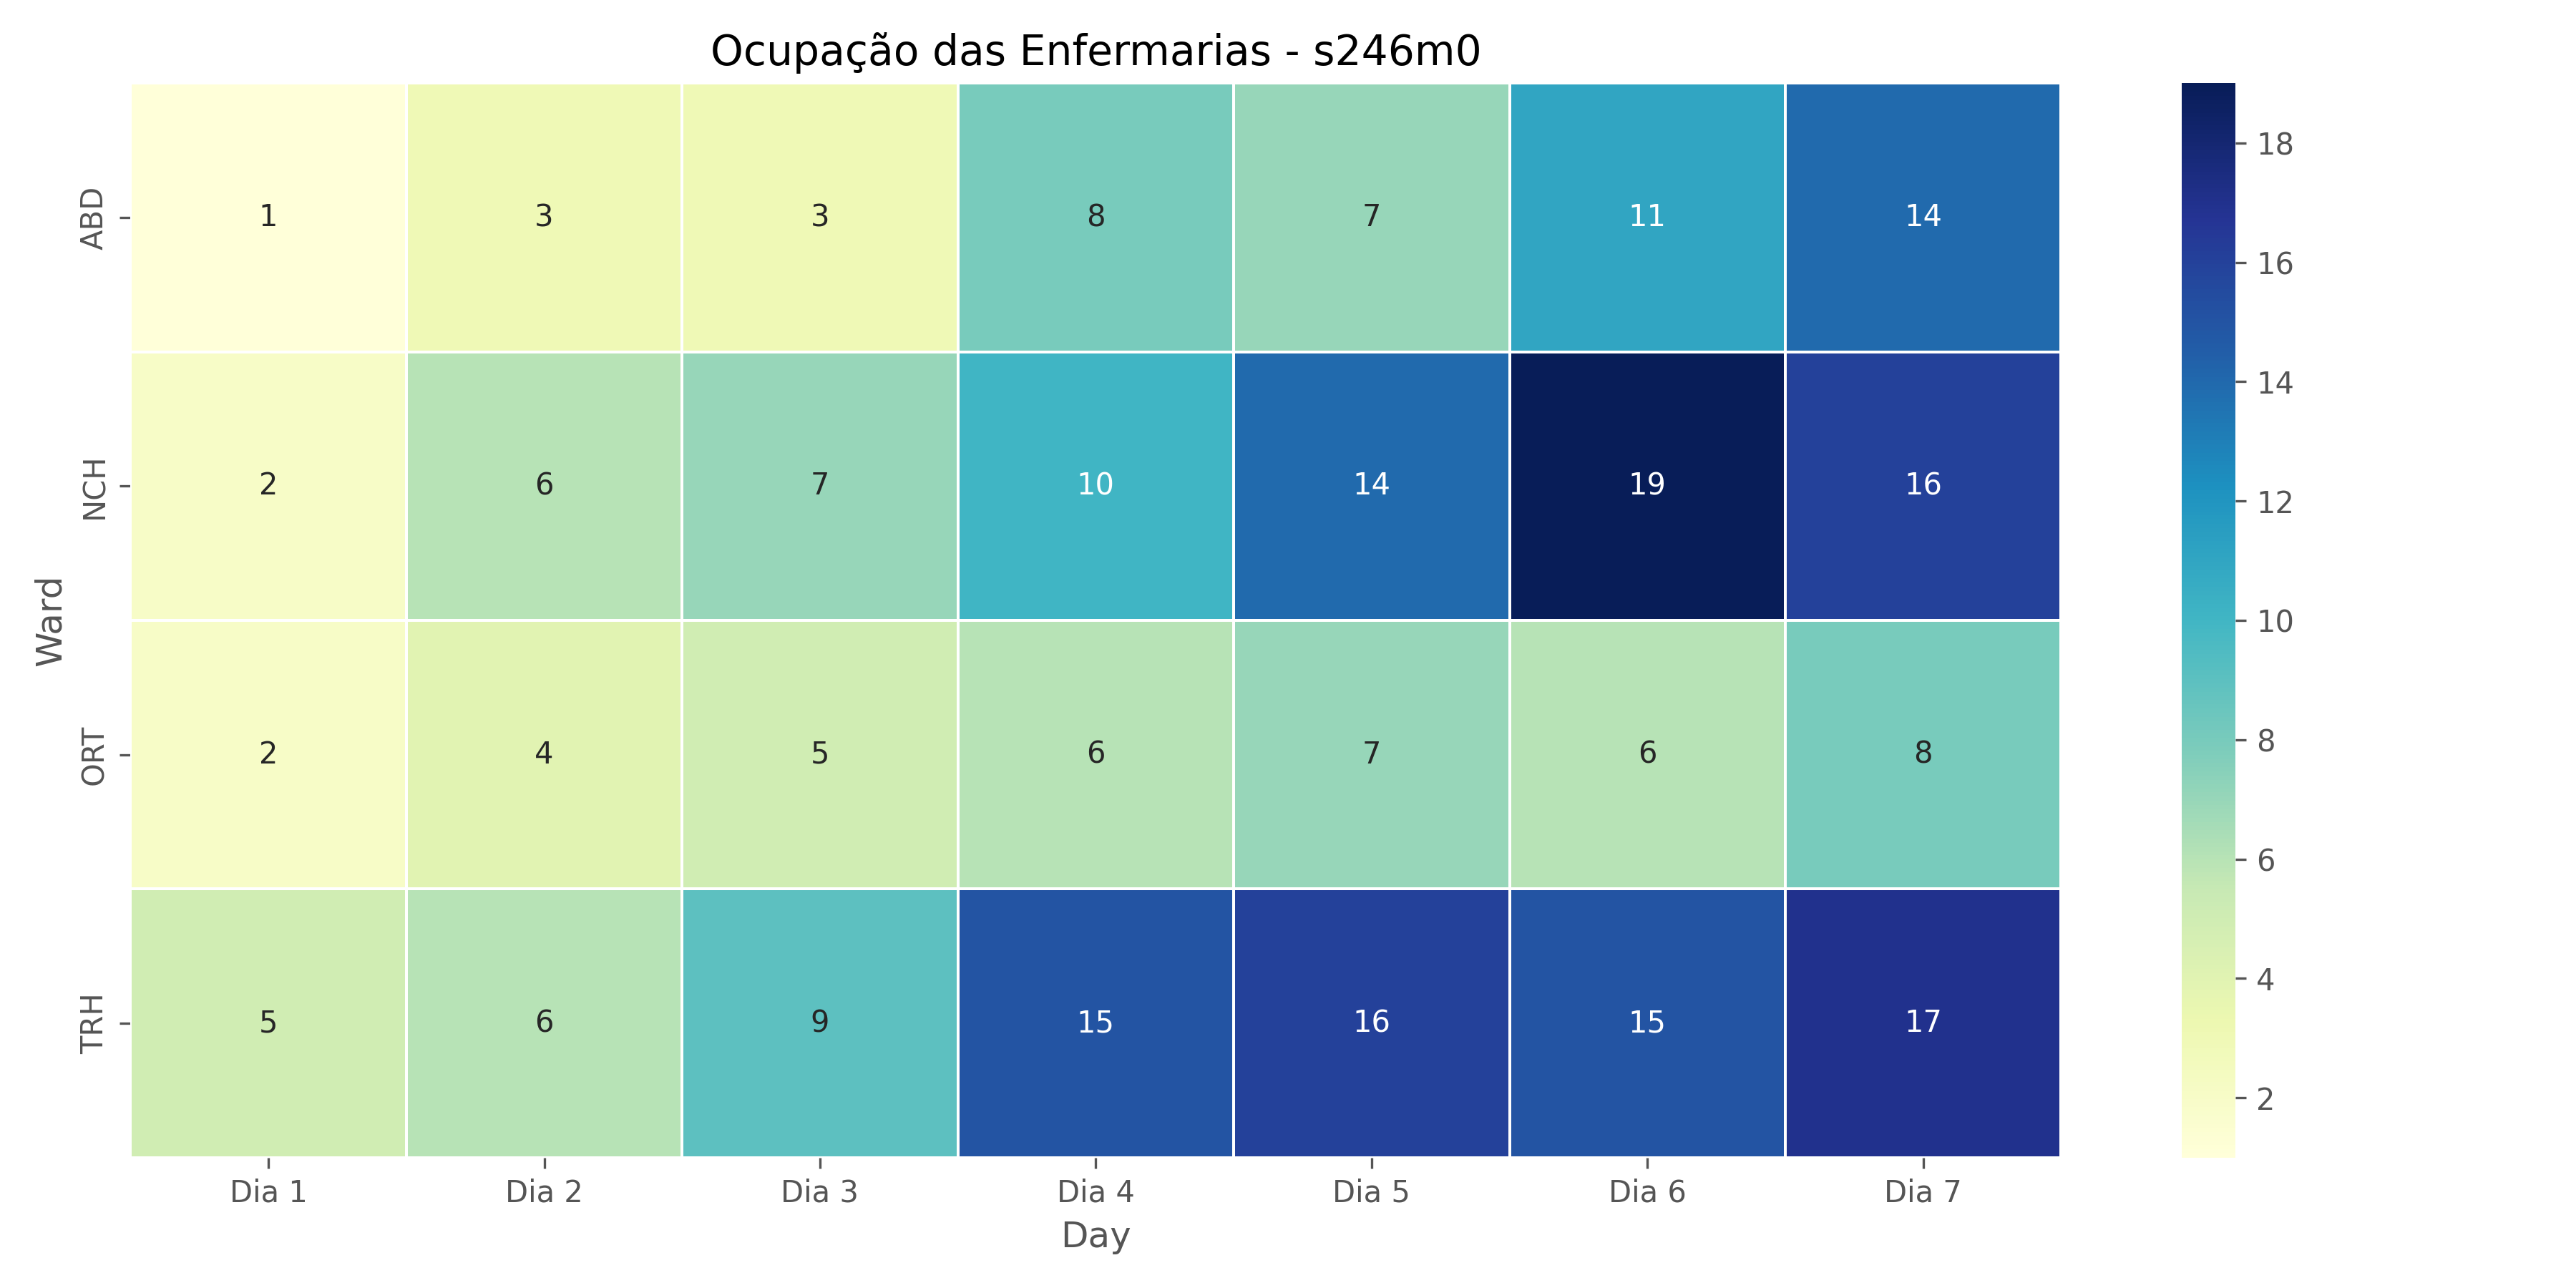 Ocupação das Enfermarias - s246m0
Ward
ABD 1 3 3 8 7 11 14
NCH 2 6 7 10 14 19 16
ORT 2 4 5 6 7 6 8
TRH 5 6 9 15 16 15 17
Dia 1 Dia 2 Dia 3 Dia 4 Dia 5 Dia 6 Dia 7
Day
18
16
14
12
10
8
6
4
2